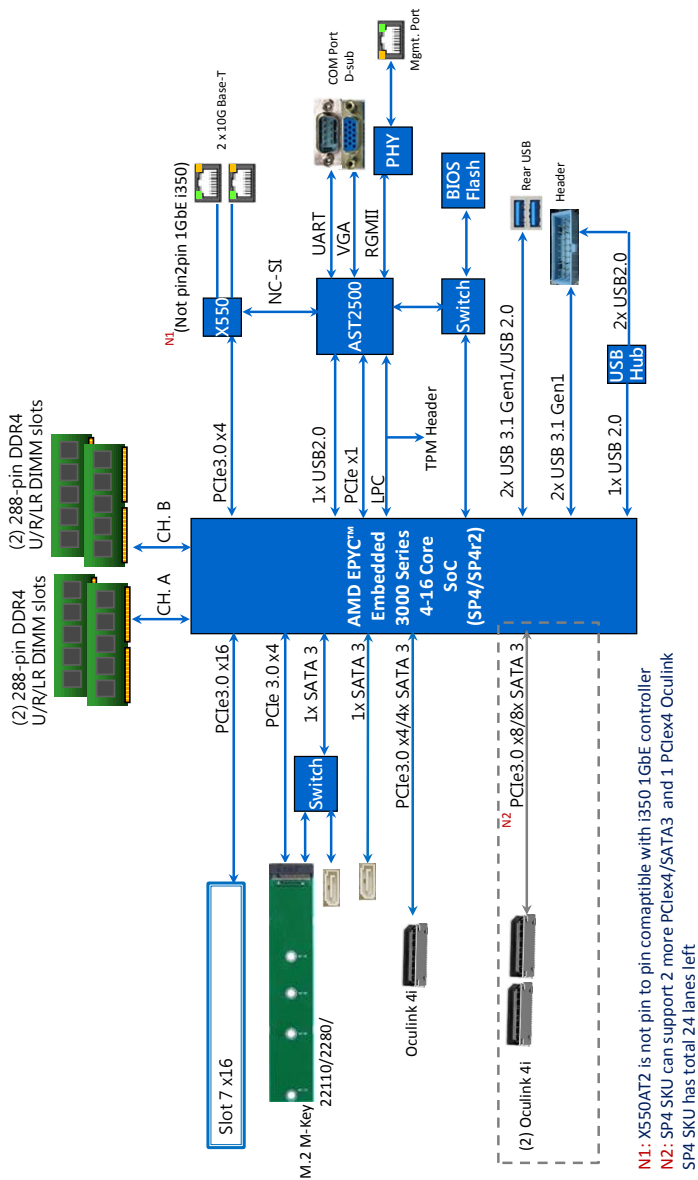 (2) 288-pin DDR4
U/R/LR DIMM slots
(2) 288-pin DDR4
U/R/LR DIMM slots
CH. A
CH. B
Slot 7 x16
PCIe3.0 x16
M.2 M-Key
22110/2280/
PCIe 3.0 x4
Switch
1x SATA 3
1x SATA 3
Oculink 4i
PCIe3.0 x4/4x SATA 3
(2) Oculink 4i
N2
PCIe3.0 x8/8x SATA 3
AMD EPYC™
Embedded
3000 Series
4-16 Core
SoC
(SP4/SP4r2)
PCIe3.0 x4
X550
N1
(Not pin2pin 1GbE i350)
2 x 10G Base-T
NC-SI
1x USB2.0
PCIe x1
LPC
TPM Header
AST2500
UART
VGA
RGMII
COM Port
D-sub
PHY
Mgmt. Port
Switch
BIOS
Flash
2x USB 3.1 Gen1/USB 2.0
Rear USB
2x USB 3.1 Gen1
Header
1x USB 2.0
USB
Hub
2x USB2.0
N1: X550AT2 is not pin to pin comaptible with i350 1GbE controller
N2: SP4 SKU can support 2 more PCIex4/SATA3 and 1 PCIex4 Oculink
SP4 SKU has total 24 lanes left